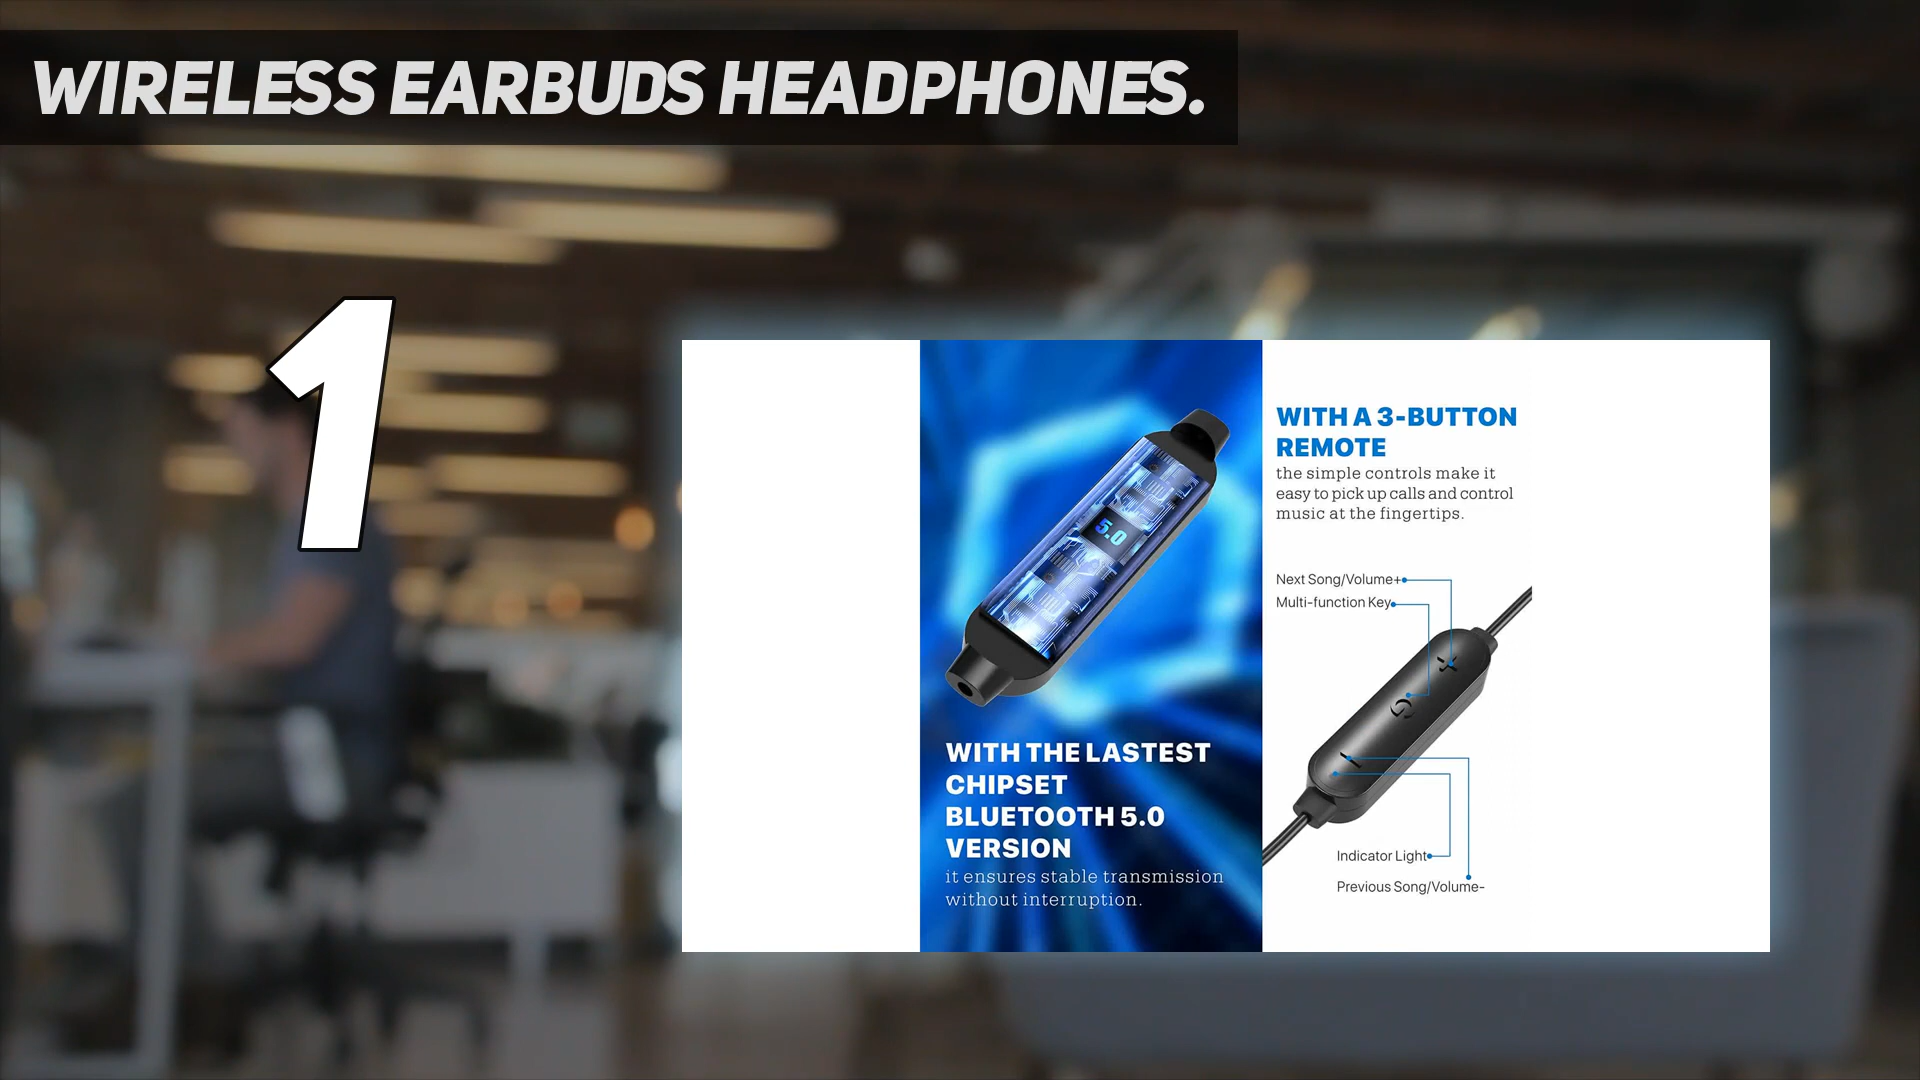 WIRELESS EARBUDS HEADPHONES.
1
5.0
WITH THE LASTEST
CHIPSET
BLUETOOTH 5.0
VERSION
it ensures stable transmission
without interruption.
WITH A 3-BUTTON
REMOTE
the simple controls make it
easy to pick up calls and control
music at the fingertips.
Next Song/Volume+
Multi-function Key
+
Indicator Light
Previous Song/Volume-